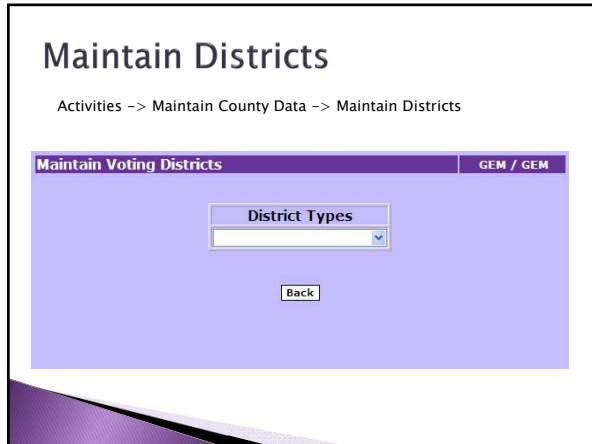 Maintain Districts
Activities -> Maintain County Data -> Maintain Districts
Maintain Voting Districts GEM / GEM
District Types
Back